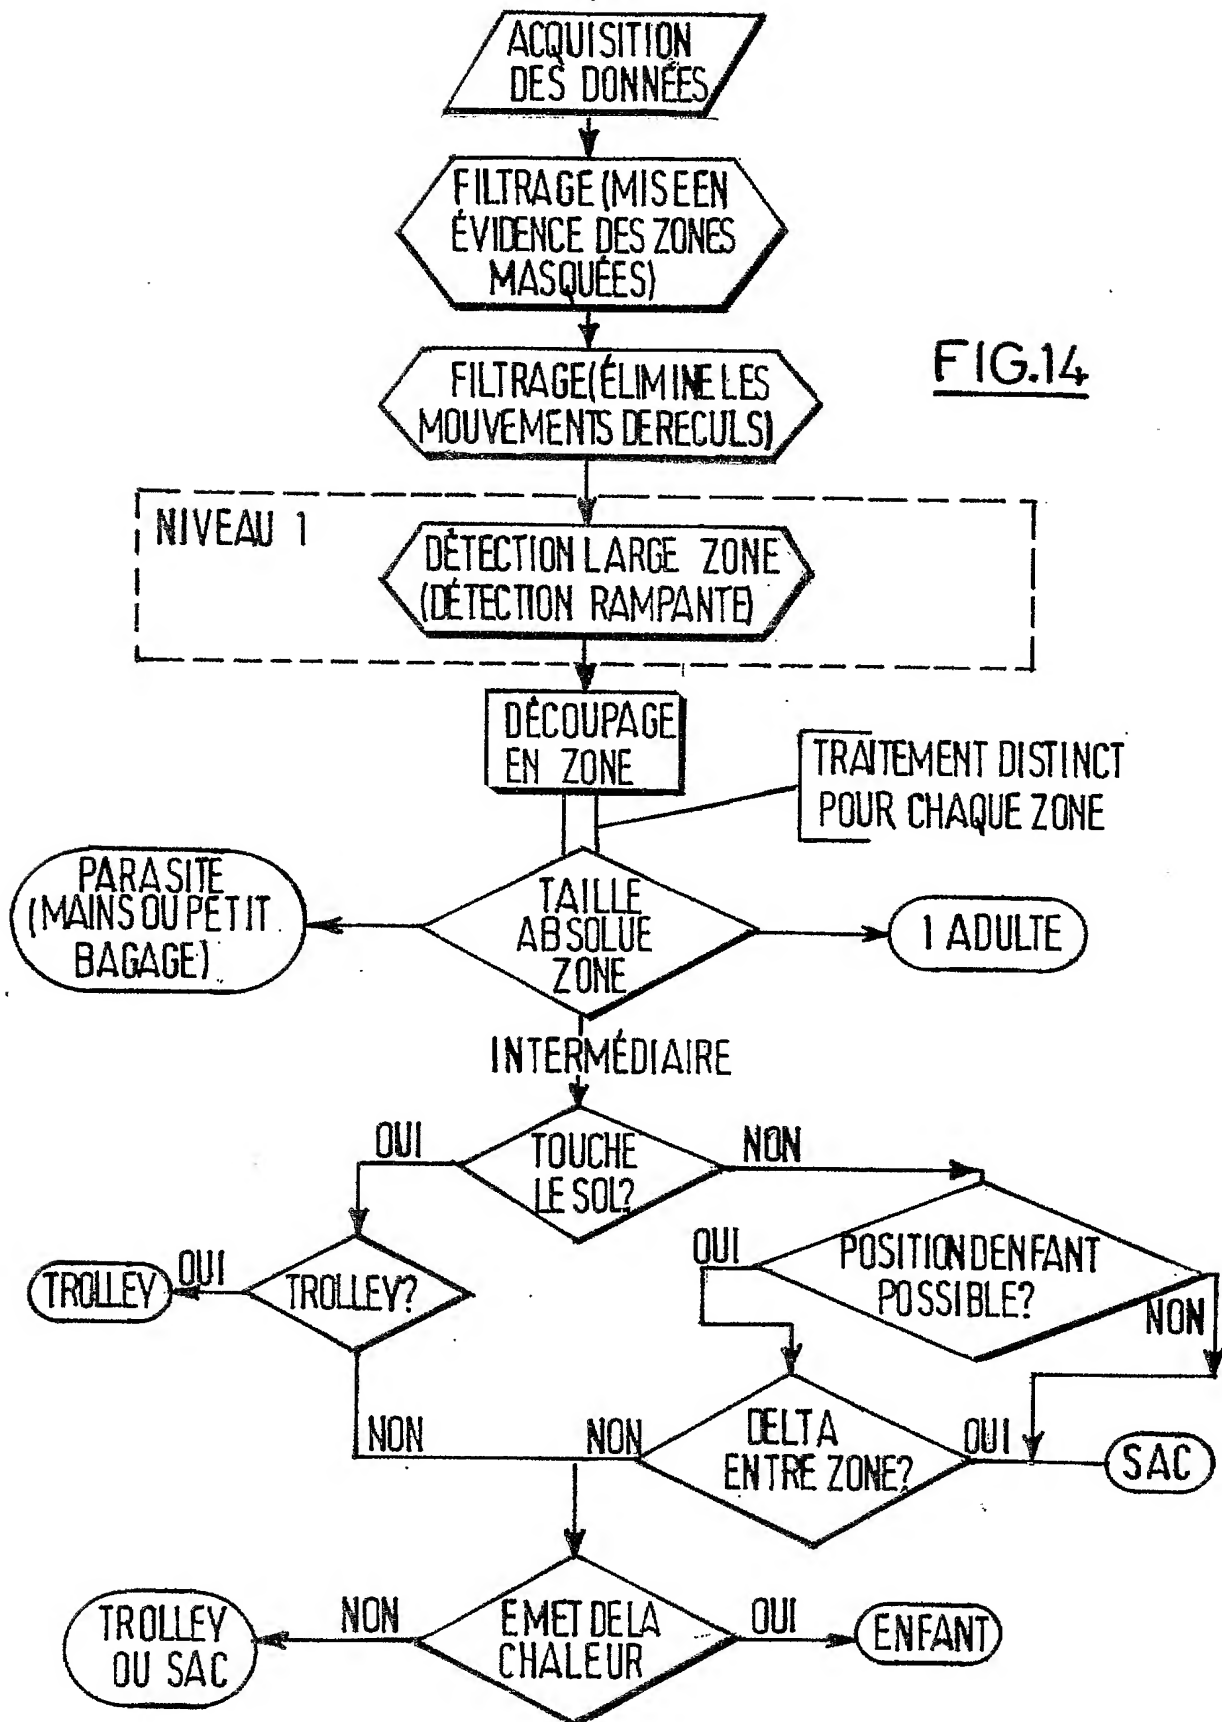 ACQUISITION
DES DONNÉES
FILTRAGE (MISE EN
ÉVIDENCE DES ZONES
MASQUÉES)
FIG.14
FILTRAGE (ÉLIMINE LES
MOUVEMENTS DE RECULS)
NIVEAU 1
DÉTECTION LARGE ZONE
(DÉTECTION RAMPANTE)
DÉCOUPAGE
EN ZONE
TRAITEMENT DISTINCT
POUR CHAQUE ZONE
PARASITE
(MAINS OU PETIT
BAGAGE)
TAILLE
ABSOLUE
ZONE
1 ADULTE
INTERMÉDIAIRE
OUI
TOUCHE
LE SOL?
NON
TROLLEY
OUI
TROLLEY?
OUI
POSITION D'ENFANT
POSSIBLE?
NON
NON
NON
DELTA
ENTRE ZONE?
OUI
SAC
TROLLEY
OU SAC
NON
EMET DE LA
CHALEUR
OUI
ENFANT